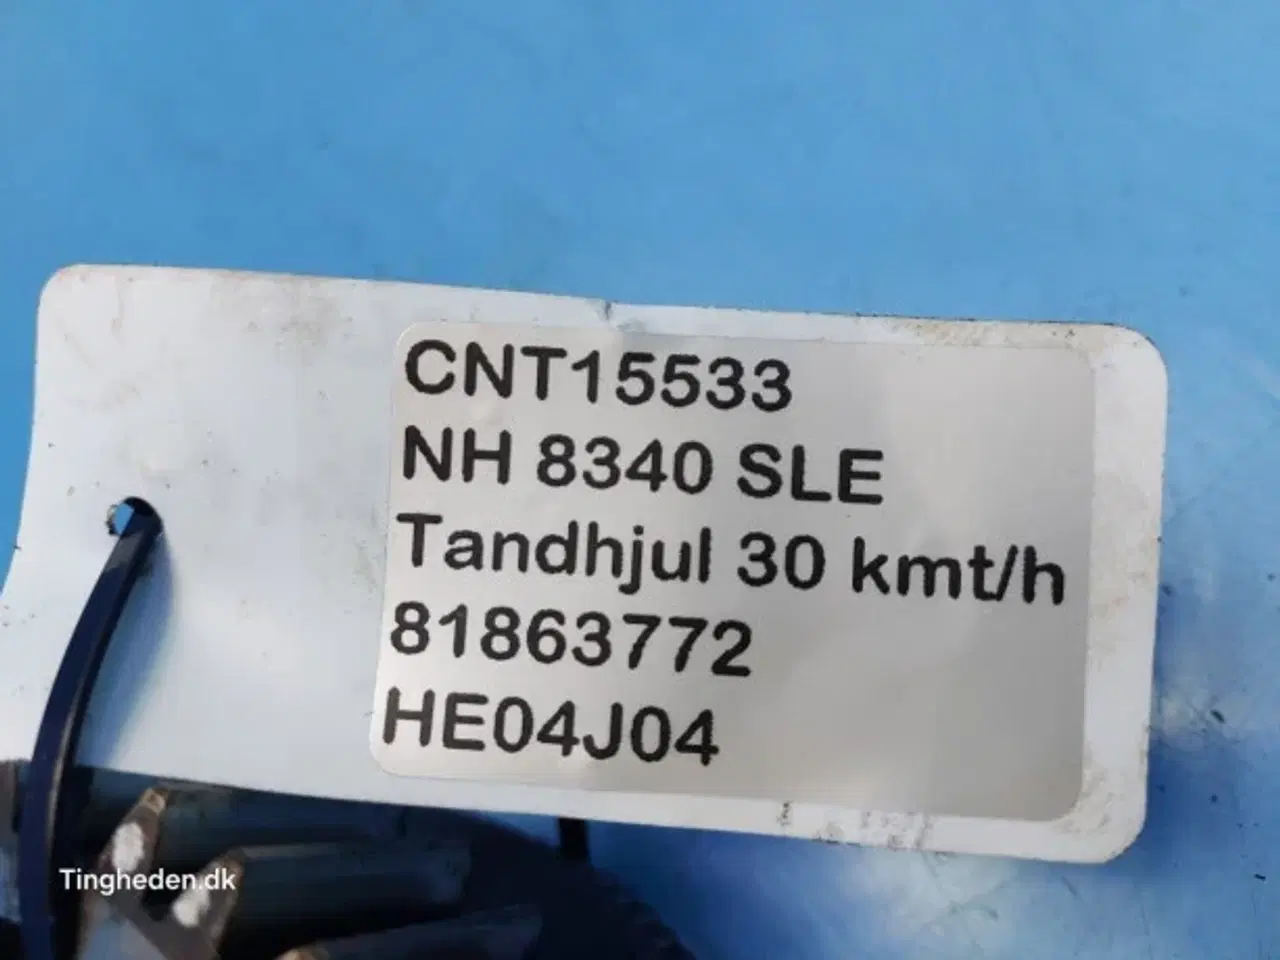 CNT15533
NH 8340 SLE
Tandhjul 30 kmt/h
81863772
HE04J04
Tingheden.dk